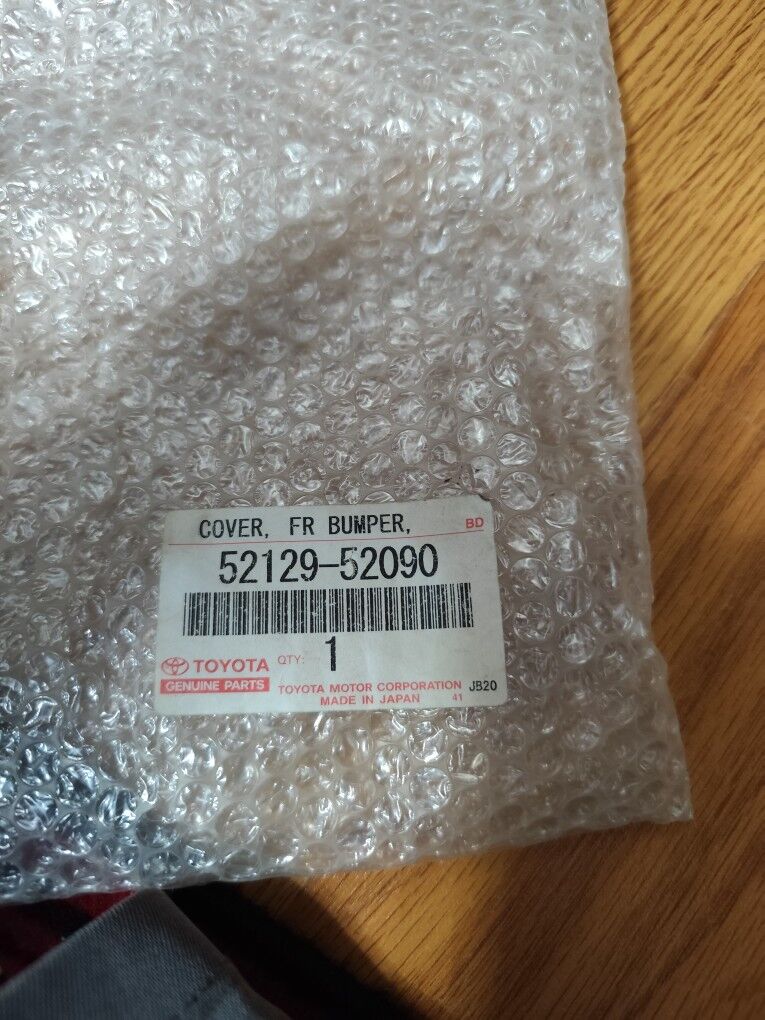 COVER, FR BUMPER, BD
52129-52090
TOYOTA QTY: 1
GENUINE PARTS
TOYOTA MOTOR CORPORATION JB20
MADE IN JAPAN 41